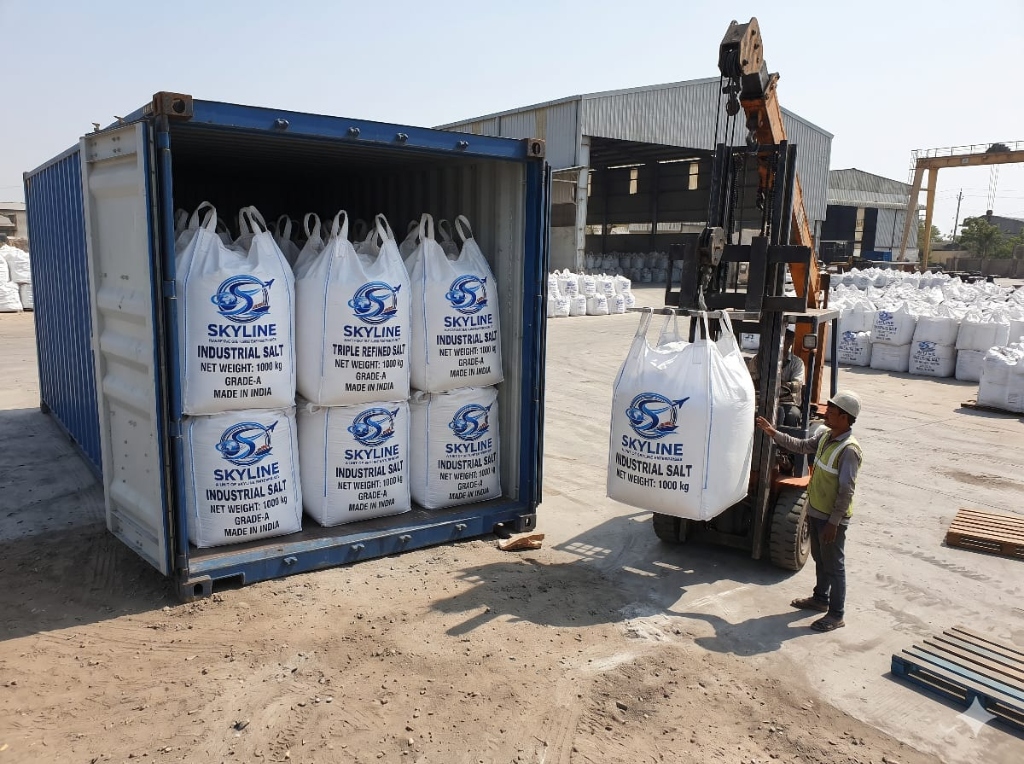 SKYLINE
INDUSTRIAL SALT
NET WEIGHT: 1000 kg
GRADE-A
MADE IN INDIA
SKYLINE
TRIPLE REFINED SALT
NET WEIGHT: 1000 kg
GRADE-A
MADE IN INDIA
SKYLINE
INDUSTRIAL SALT
NET WEIGHT: 1000 kg
GRADE-A
MADE IN INDIA
SKYLINE
INDUSTRIAL SALT
NET WEIGHT: 1000 kg
GRADE-A
MADE IN INDIA
SKYLINE
INDUSTRIAL SALT
NET WEIGHT: 1000 kg
GRADE-A
MADE IN INDIA
SKYLINE
INDUSTRIAL SALT
NET WEIGHT: 1000 kg
GRADE-A
MADE IN INDIA
SKYLINE
INDUSTRIAL SALT
NET WEIGHT: 1000 kg
SKYLINE
SKYLINE